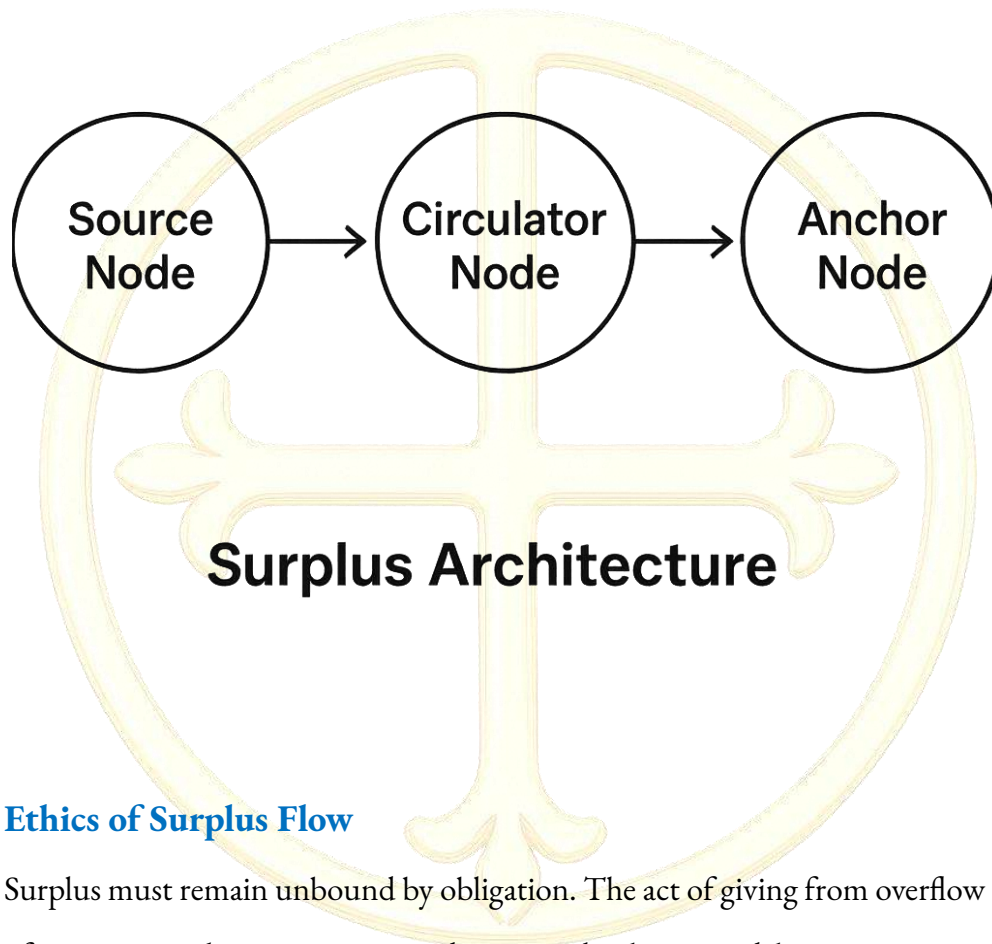 Source
Node
Circulator
Node
Anchor
Node
Surplus Architecture
Ethics of Surplus Flow
Surplus must remain unbound by obligation. The act of giving from overflow